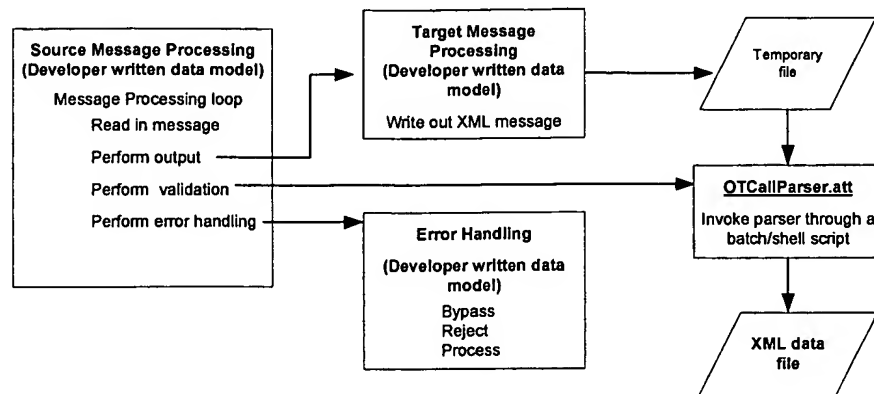 Source Message Processing
(Developer written data model)
Message Processing loop
Read in message
Perform output
Perform validation
Perform error handling
Target Message
Processing
(Developer written data
model)
Write out XML message
Temporary
file
OTCallParser.att
Invoke parser through a
batch/shell script
Error Handling
(Developer written data
model)
Bypass
Reject
Process
XML data
file